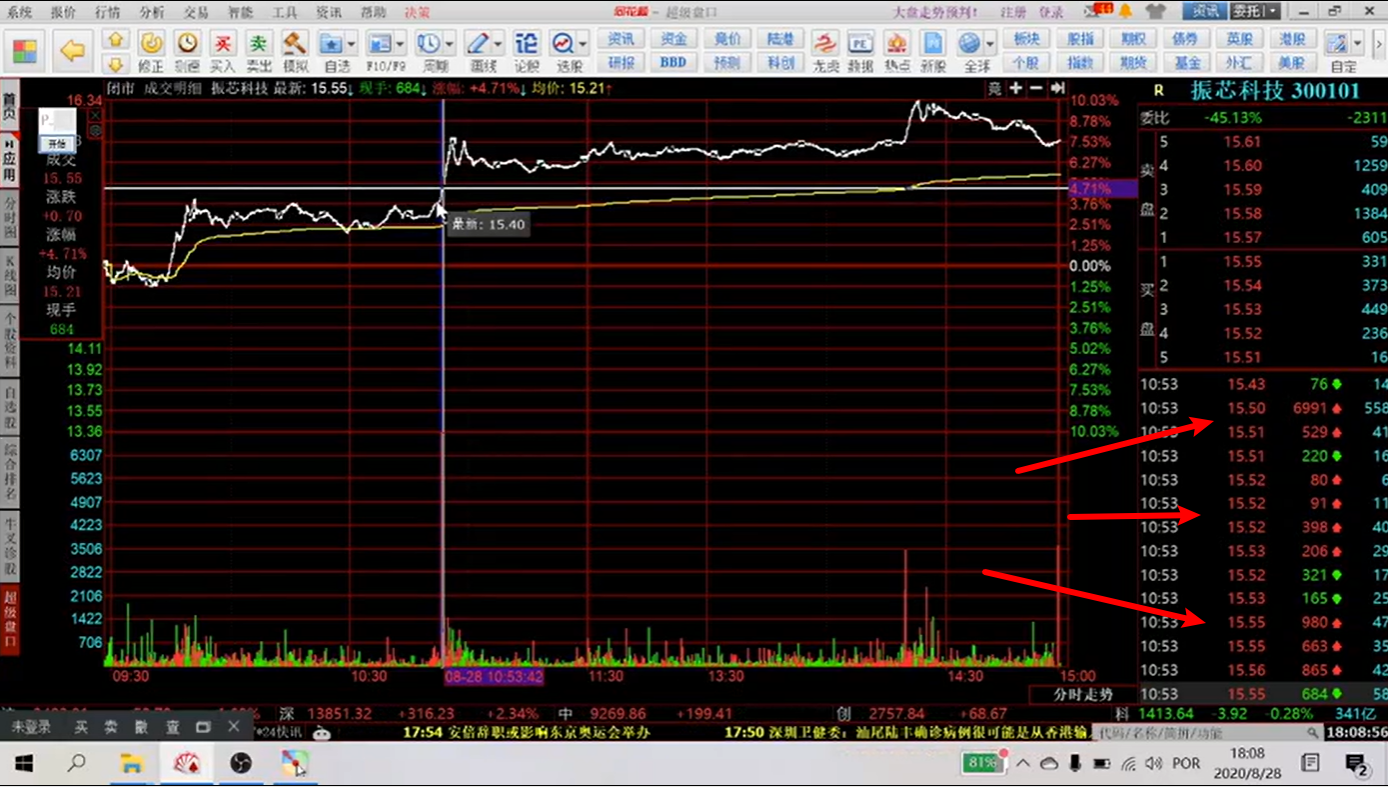 系统 报价 行情 分析 交易 智能 工具 资讯 帮助 决策
同花顺 - 超级盘口
大盘走势预判! 注册 登录
资讯 委托
修正 测速 买入 卖出 模拟 自选 F10/F9 周期 画线 论股 选股
买 卖 论
资讯 资金 竞价 陆港
研报 BBD 预测 科创
龙虎 数据 热点 新股 全球
PE
板块 股指 期权 债券 英股 港股
个股 指数 期货 基金 外汇 美股
自定
首页
应用
分时图
K线图
个股资料
自选股
综合排名
牛叉诊股
超级盘口
闭市 成交明细 振芯科技 最新: 15.55↓ 现手: 684↓ 涨幅: +4.71%↓ 均价: 15.21↑
竞
16.34
P..
开始
成交
15.55
涨跌
+0.70
涨幅
+4.71%
均价
15.21
现手
684
14.11
13.92
13.73
13.55
13.36
6307
5623
4907
4223
3506
2822
2106
1422
706
最新: 15.40
10.03%
8.78%
7.53%
6.27%
4.71%
3.76%
2.51%
1.25%
0.00%
1.25%
2.51%
3.76%
5.02%
6.27%
7.53%
8.78%
10.03%
09:30 10:30 08-28 10:53:42 11:30 13:30 14:30 15:00
分时走势
R 振芯科技 300101
委比 -45.13% -2311
卖盘
5 15.61 59
4 15.60 1259
3 15.59 409
2 15.58 1384
1 15.57 605
买盘
1 15.55 331
2 15.54 373
3 15.53 449
4 15.52 236
5 15.51 16
10:53 15.43 76 14
10:53 15.50 6991 558
10:53 15.51 529 41
10:53 15.51 220 16
10:53 15.52 80 6
10:53 15.52 91 11
10:53 15.52 398 40
10:53 15.53 206 29
10:53 15.52 321 17
10:53 15.53 165 25
10:53 15.55 980 47
10:53 15.55 663 35
10:53 15.56 865 42
10:53 15.55 684 58
深 13851.32 +316.23 +2.34% 中 9269.86 +199.41 创 2757.84 +68.67 科 1413.64 -3.92 -0.28% 341亿
未登录 买 卖 撤 查
*24快讯 17:54 安倍辞职或影响东京奥运会举办 17:50 深圳卫健委: 汕尾陆丰确诊病例很可能是从香港输
代码/名称/简拼/功能 18:08:56
81% POR 18:08
2020/8/28
2